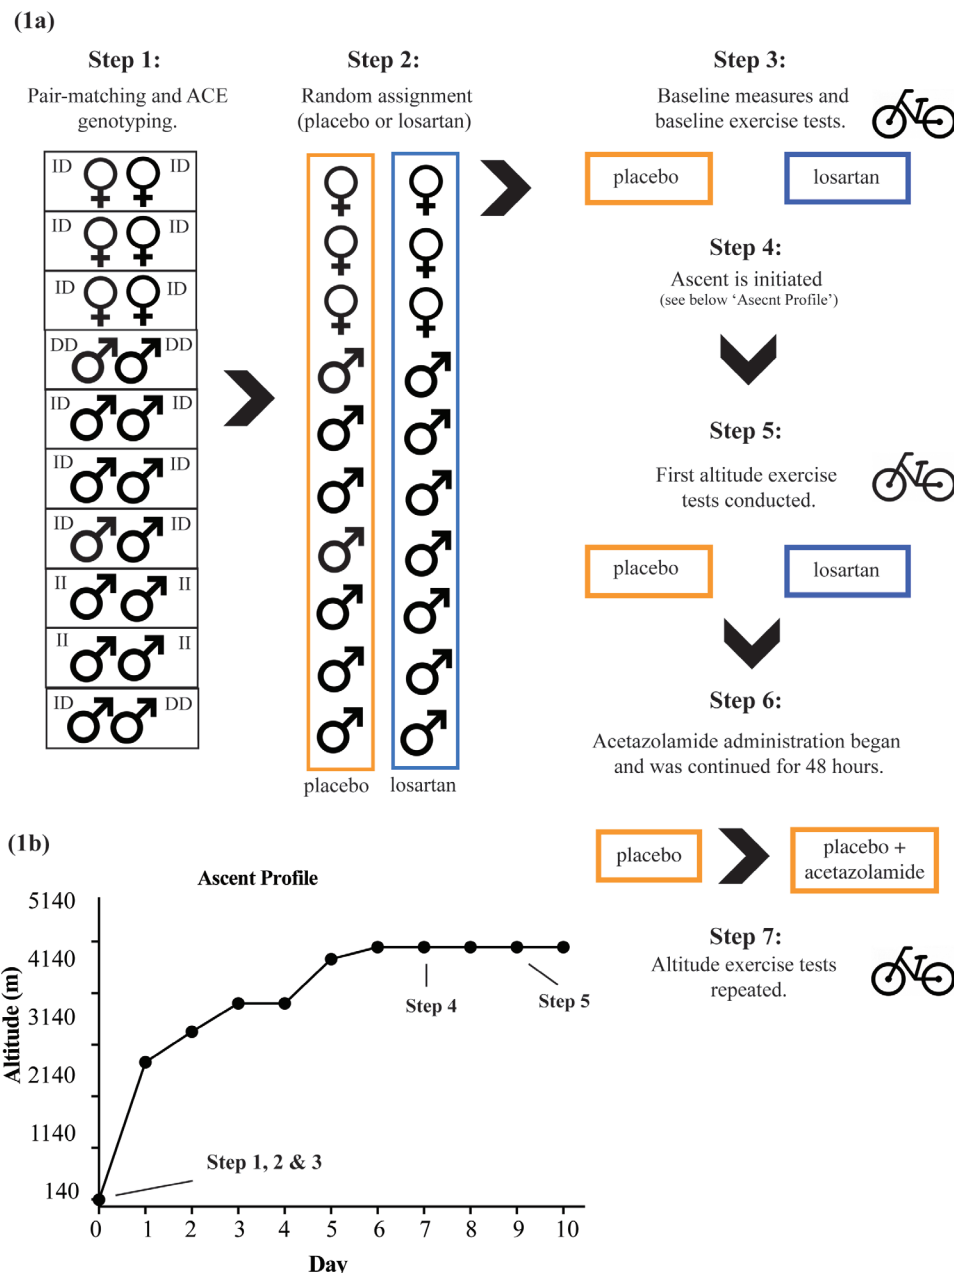 (1a)
Step 1:
Pair-matching and ACE
genotyping.
ID ID
ID ID
ID ID
DD DD
ID ID
ID ID
ID ID
II II
II II
ID DD
Step 2:
Random assignment
(placebo or losartan)
placebo losartan
Step 3:
Baseline measures and
baseline exercise tests.
placebo losartan
Step 4:
Ascent is initiated
(see below ‘Asecnt Profile’)
Step 5:
First altitude exercise
tests conducted.
placebo losartan
Step 6:
Acetazolamide administration began
and was continued for 48 hours.
placebo
placebo +
acetazolamide
Step 7:
Altitude exercise tests
repeated.
(1b)
Ascent Profile
Altitude (m)
5140
4140
3140
2140
1140
140
Step 4
Step 5
Step 1, 2 & 3
0 1 2 3 4 5 6 7 8 9 10
Day